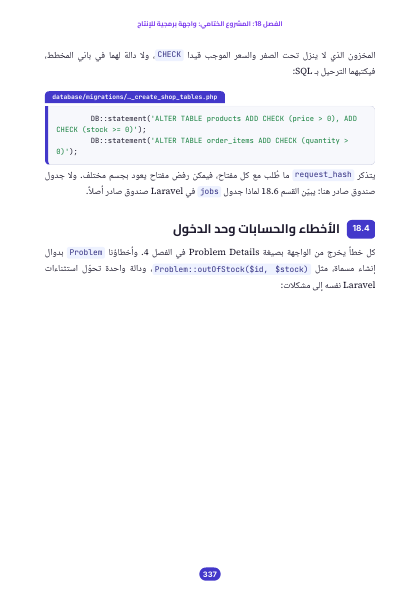 الفصل 18: المشروع الختامي: واجهة برمجية للإنتاج
المخزون الذي لا ينزل تحت الصفر والسعر الموجب قيدا CHECK، ولا دالة لهما في باني المخطط،
فيكتبهما الترحيل بـ SQL:
database/migrations/…_create_shop_tables.php
DB::statement('ALTER TABLE products ADD CHECK (price > 0), ADD
CHECK (stock >= 0)');
DB::statement('ALTER TABLE order_items ADD CHECK (quantity >
0)');
يتذكر request_hash ما طُلب مع كل مفتاح، فيمكن رفض مفتاح يعود بجسم مختلف. ولا جدول
صندوق صادر هنا: يبيّن القسم 18.6 لماذا جدول jobs في Laravel صندوق صادر أصلاً.
18.4 الأخطاء والحسابات وحد الدخول
كل خطأ يخرج من الواجهة بصيغة Problem Details في الفصل 4. وأخطاؤنا Problem بدوال
إنشاء مسماة، مثل Problem::outOfStock($id, $stock)، ودالة واحدة تحوّل استثناءات
Laravel نفسه إلى مشكلات:
337